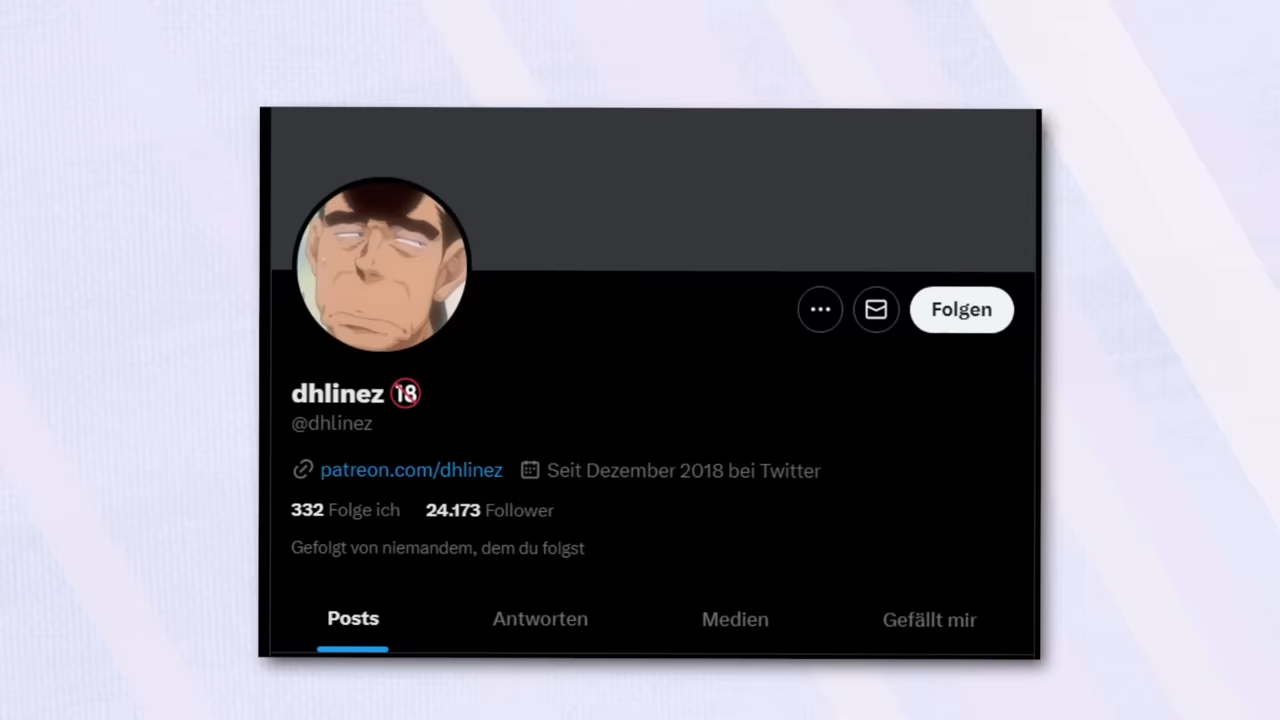 Folgen
dhlinez 🔞
@dhlinez
patreon.com/dhlinez Seit Dezember 2018 bei Twitter
332 Folge ich 24.173 Follower
Gefolgt von niemandem, dem du folgst
Posts Antworten Medien Gefällt mir